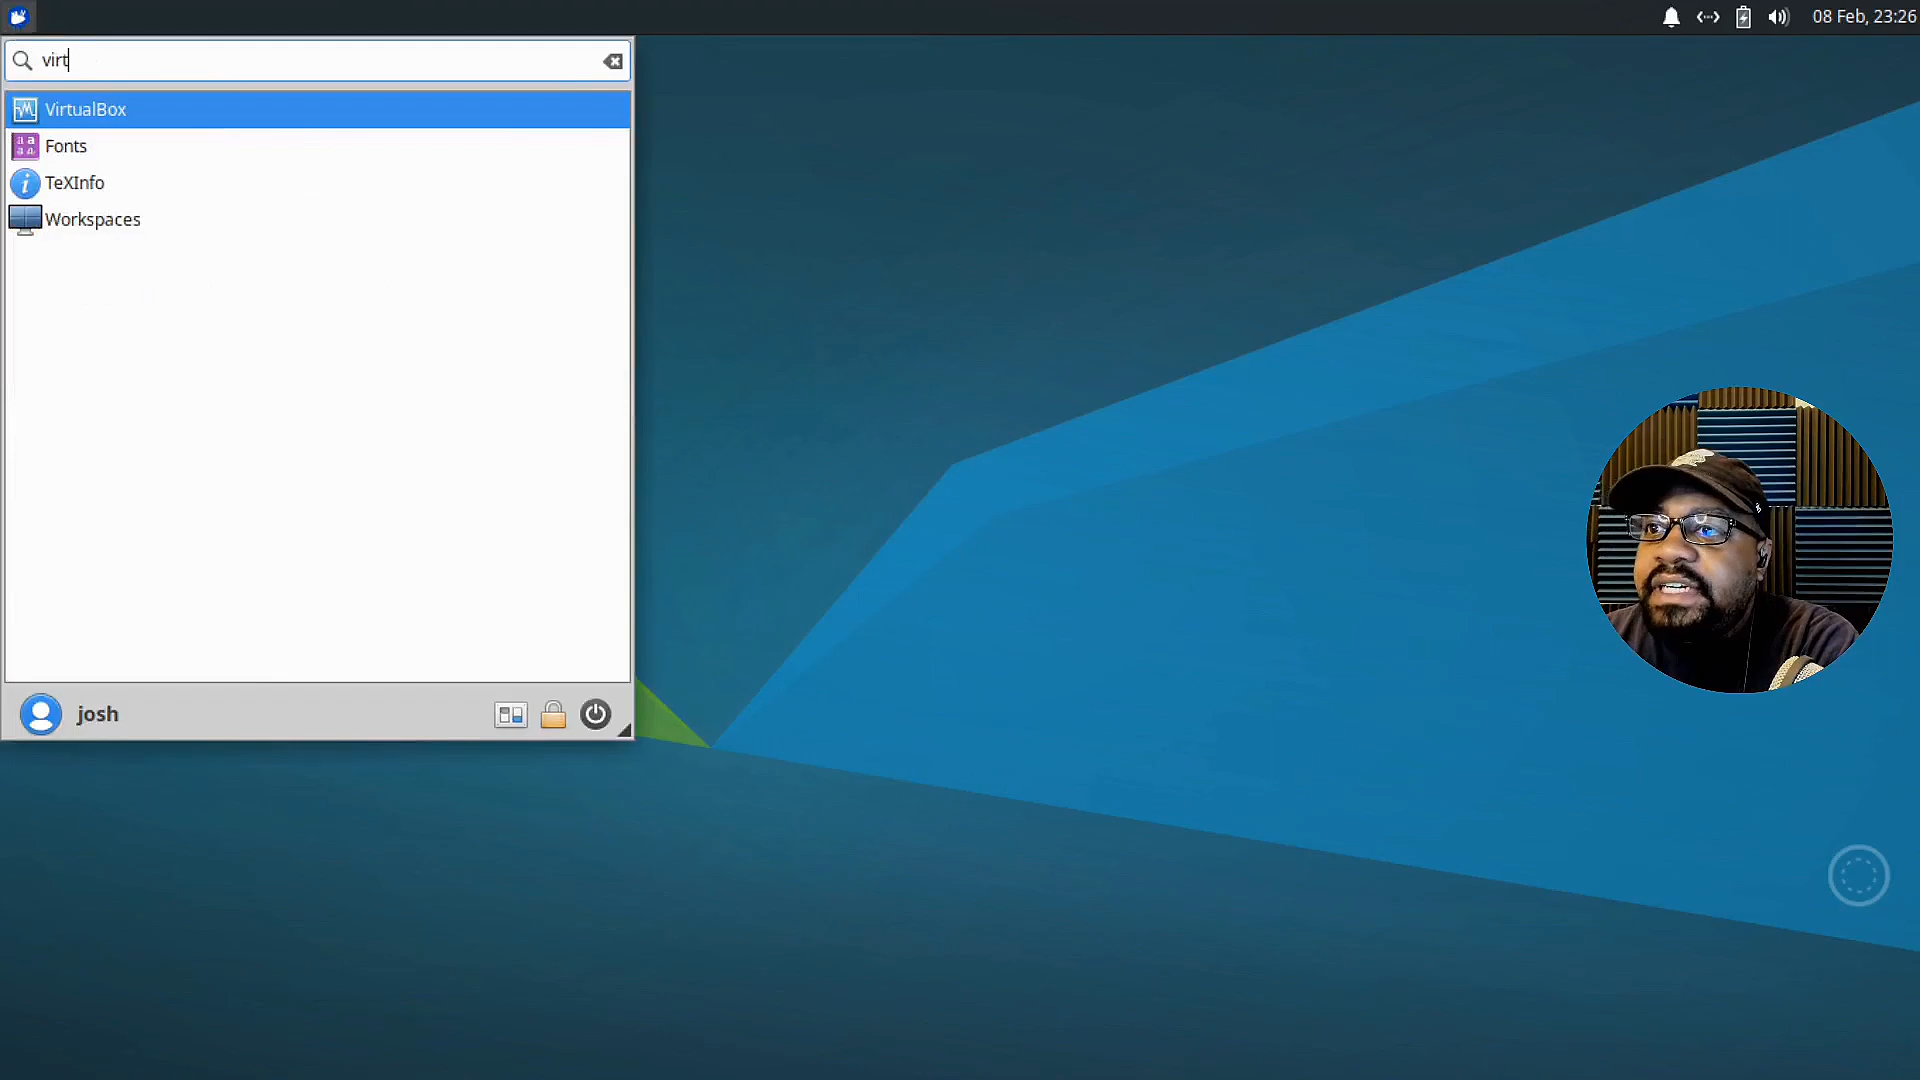 08 Feb, 23:26
virt
VirtualBox
Fonts
TeXInfo
Workspaces
josh